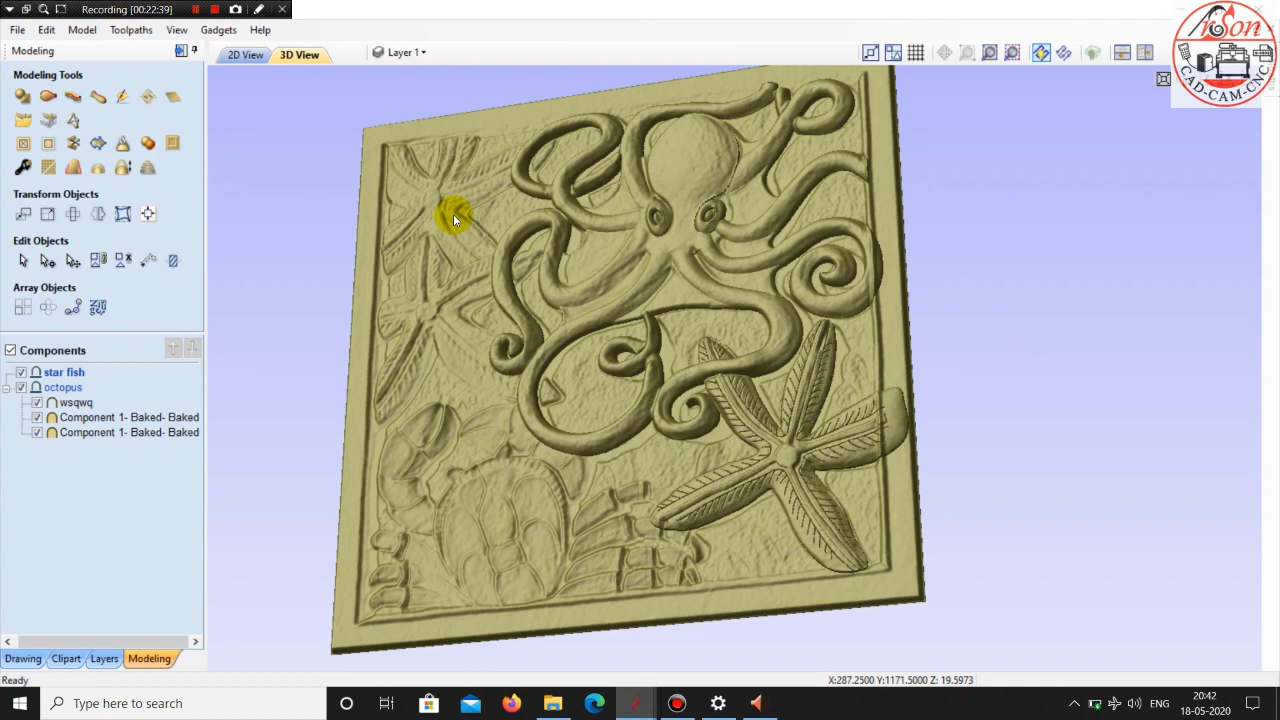 Recording [00:22:39]
File Edit Model Toolpaths View Gadgets Help
Modeling
2D View 3D View Layer 1
Modeling Tools
Transform Objects
Edit Objects
Array Objects
Components
star fish
octopus
wsqwq
Component 1- Baked- Baked
Component 1- Baked- Baked
Drawing Clipart Layers Modeling
Ready
X:287.2500 Y:1171.5000 Z: 19.5973
Type here to search
ENG
20:42
18-05-2020
CAD-CAM-CNC